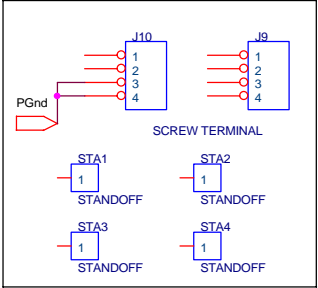 J10 J9
1 1
2 2
3 3
4 4
PGnd
SCREW TERMINAL
STA1 STA2
1 1
STANDOFF STANDOFF
STA3 STA4
1 1
STANDOFF STANDOFF